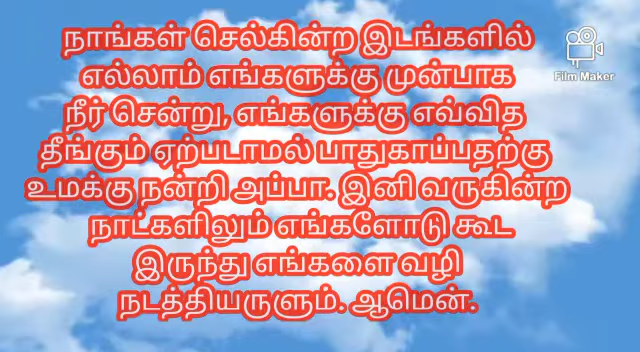 நாங்கள் செல்கின்ற இடங்களில்
எல்லாம் எங்களுக்கு முன்பாக
நீர் சென்று, எங்களுக்கு எவ்வித
தீங்கும் ஏற்படாமல் பாதுகாப்பதற்கு
உமக்கு நன்றி அப்பா. இனி வருகின்ற
நாட்களிலும் எங்களோடு கூட
இருந்து எங்களை வழி
நடத்தியருளும். ஆமென்.
Film Maker